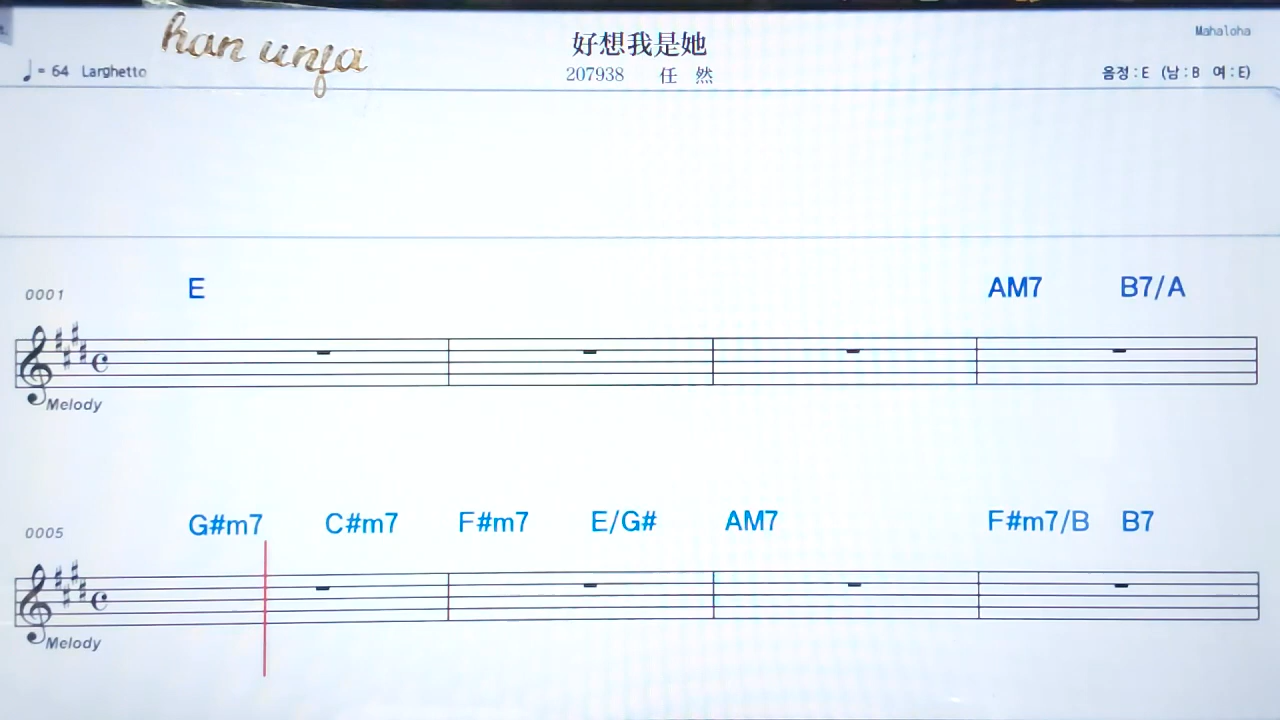 han unja
好想我是她
Mahaloha
♩ = 64 Larghetto
207938 任 然
음정 : E (남 : B 여 : E)
0001 E AM7 B7/A
Melody
0005 G#m7 C#m7 F#m7 E/G# AM7 F#m7/B B7
Melody